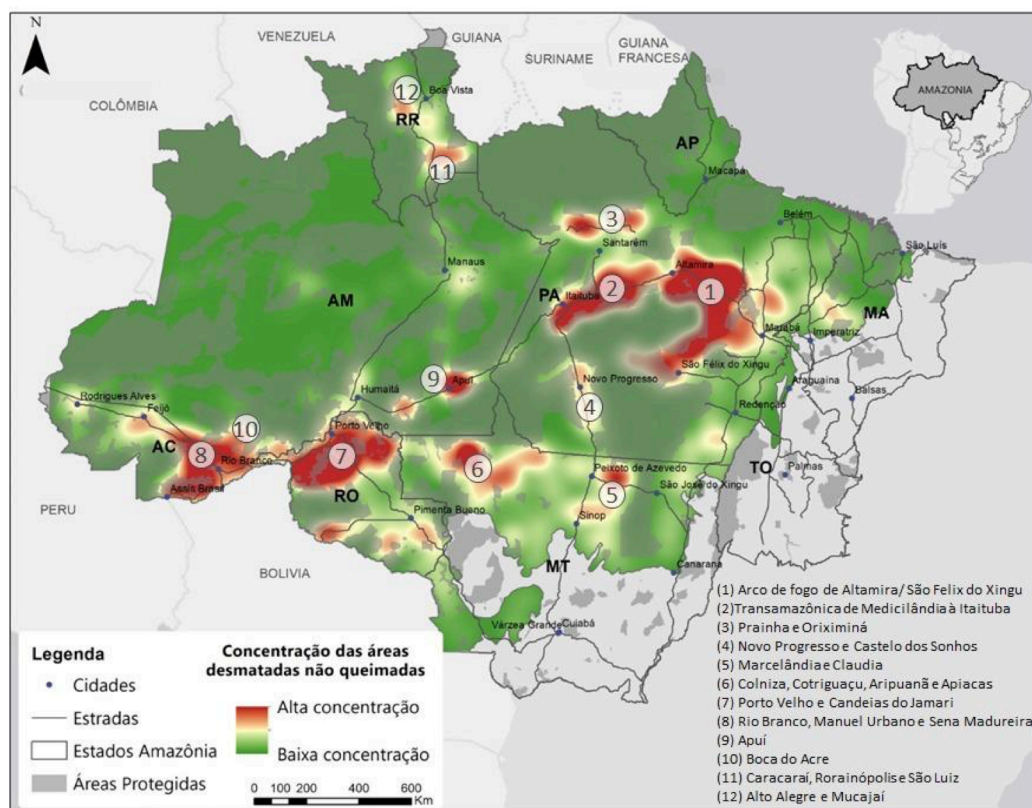 N
VENEZUELA
GUIANA
SURINAME
GUIANA
FRANCESA
COLÔMBIA
AMAZONIA
12
Boa Vista
RR
11
AP
Macapá
3
Santarém
Belém
São Luís
Manaus
Altamira
AM
PA
Itaituba
2
1
MA
Marabá
Imperatriz
São Félix do Xingu
9
Apuí
Novo Progresso
Araguaina
Balsas
Rodrigues Alves
Humaitá
4
Redenção
Feijó
10
Porto Velho
AC
8
Rio Branco
7
6
Peixoto de Azevedo
TO
Palmas
Assis Brasil
RO
5
São José do Xingu
PERU
Pimenta Bueno
Sinop
BOLIVIA
MT
Canarana
Várzea Grande
Cuiabá
Legenda
Cidades
Estradas
Estados Amazônia
Áreas Protegidas
Concentração das áreas
desmatadas não queimadas
Alta concentração
Baixa concentração
0 100 200 400 600
Km
(1) Arco de fogo de Altamira/ São Felix do Xingu
(2)Transamazônica de Medicilândia à Itaituba
(3) Prainha e Oriximiná
(4) Novo Progresso e Castelo dos Sonhos
(5) Marcelândia e Claudia
(6) Colniza, Cotriguaçu, Aripuanã e Apiacas
(7) Porto Velho e Candeias do Jamari
(8) Rio Branco, Manuel Urbano e Sena Madureira
(9) Apuí
(10) Boca do Acre
(11) Caracaraí, Rorainópolis e São Luiz
(12) Alto Alegre e Mucajaí